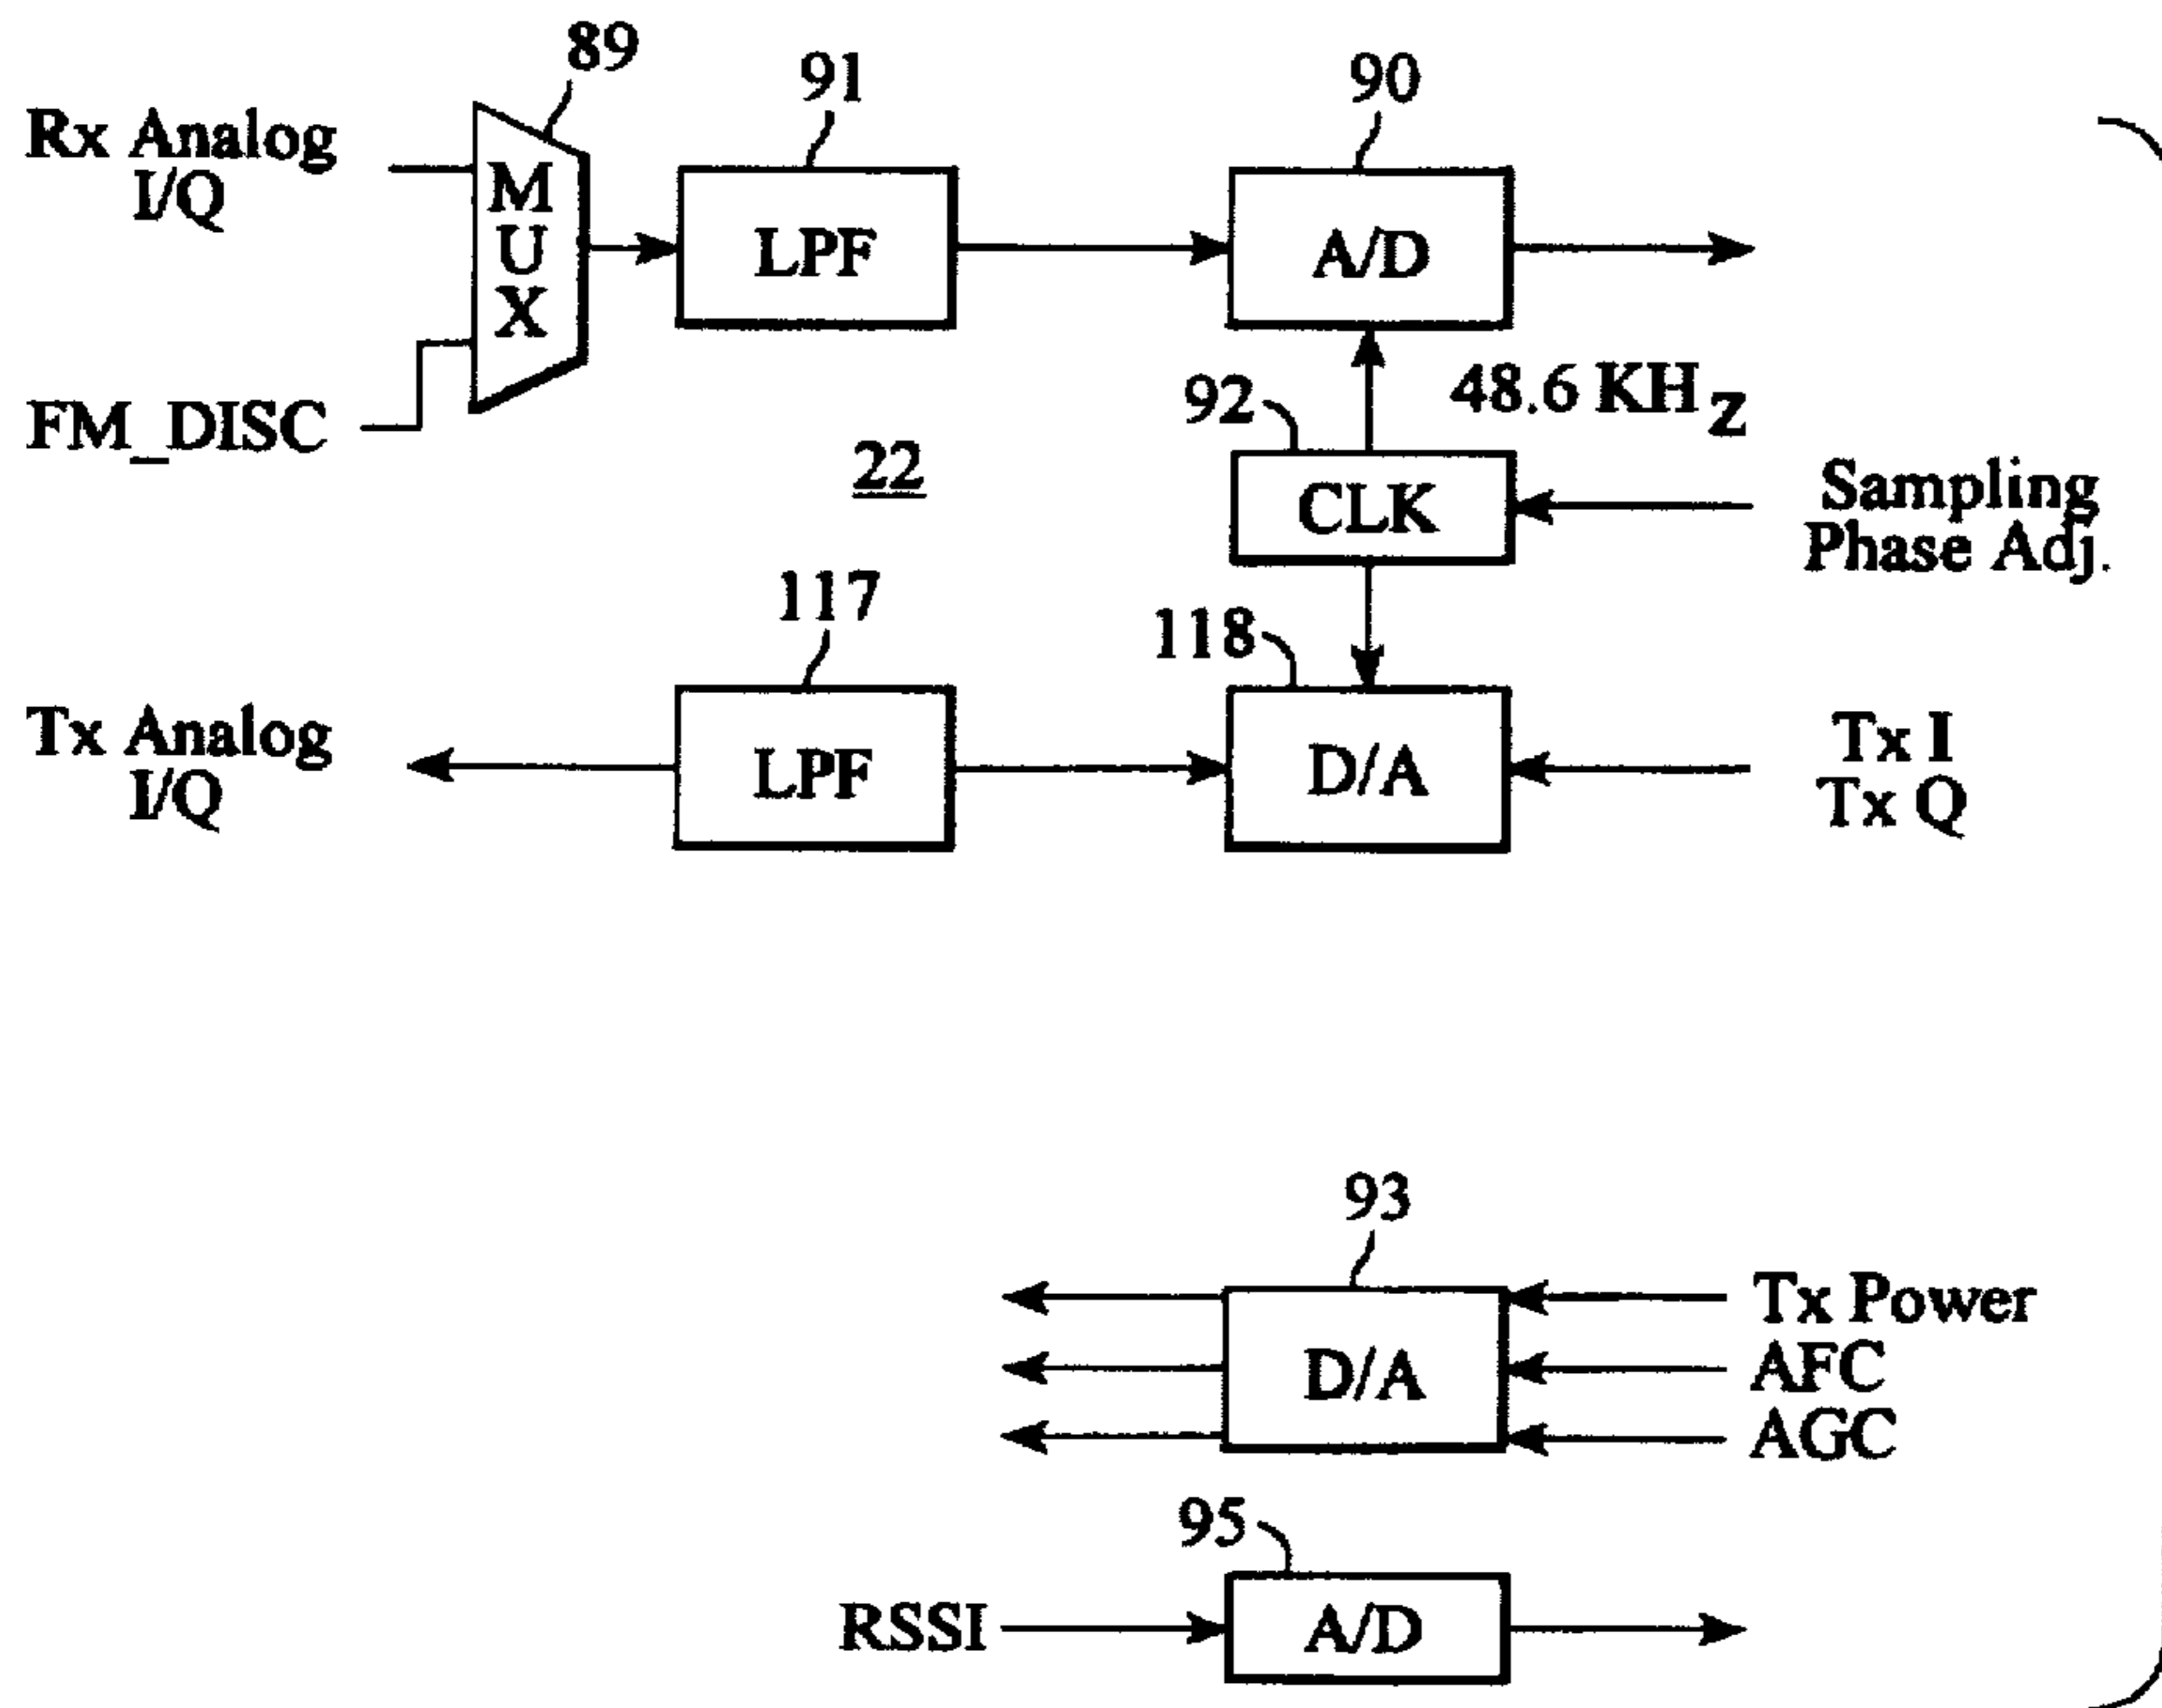 89
91
90
Rx Analog
I/Q
MUX
LPF
A/D
FM_DISC
48.6 KHZ
92
22
CLK
Sampling
Phase Adj.
117
118
Tx Analog
I/Q
LPF
D/A
Tx I
Tx Q
93
D/A
Tx Power
AFC
AGC
95
RSSI
A/D